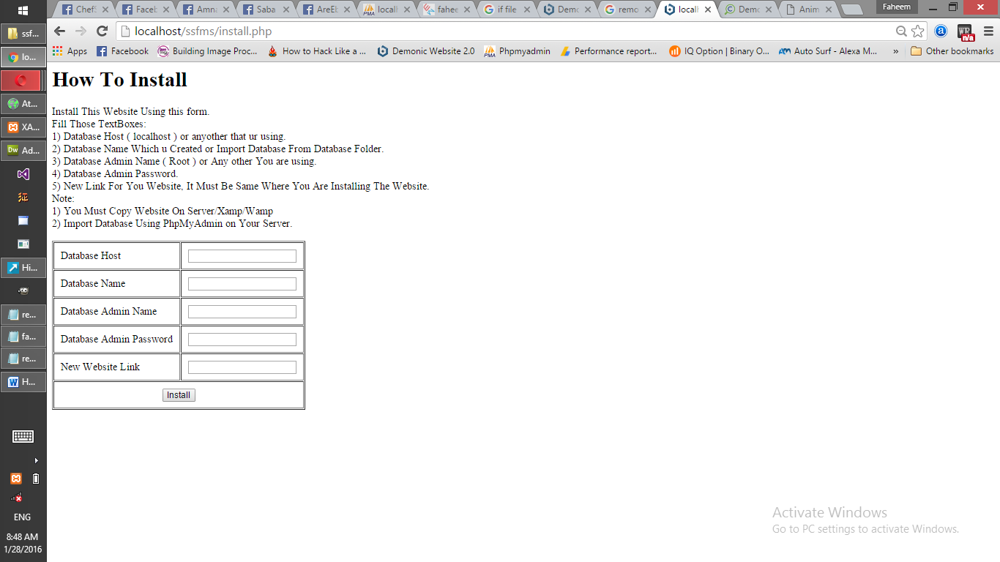 Chef
Faceb
Amna
Saba
AreEb
localh
fahee
if file
Demo
remo
localh
Demo
Anim
Faheem
localhost/ssfms/install.php
Apps
Facebook
Building Image Proc...
How to Hack Like a ...
Demonic Website 2.0
Phpmyadmin
Performance report...
IQ Option | Binary O...
Auto Surf - Alexa M...
»
Other bookmarks
WR
n/a
ssf...
lo...
At...
XA...
Dw Ad...
Hi...
re...
fa...
re...
W H...
ENG
8:48 AM
1/28/2016
How To Install
Install This Website Using this form.
Fill Those TextBoxes:
1) Database Host ( localhost ) or anyother that ur using.
2) Database Name Which u Created or Import Database From Database Folder.
3) Database Admin Name ( Root ) or Any other You are using.
4) Database Admin Password.
5) New Link For You Website, It Must Be Same Where You Are Installing The Website.
Note:
1) You Must Copy Website On Server/Xamp/Wamp
2) Import Database Using PhpMyAdmin on Your Server.
Database Host
Database Name
Database Admin Name
Database Admin Password
New Website Link
Install
Activate Windows
Go to PC settings to activate Windows.